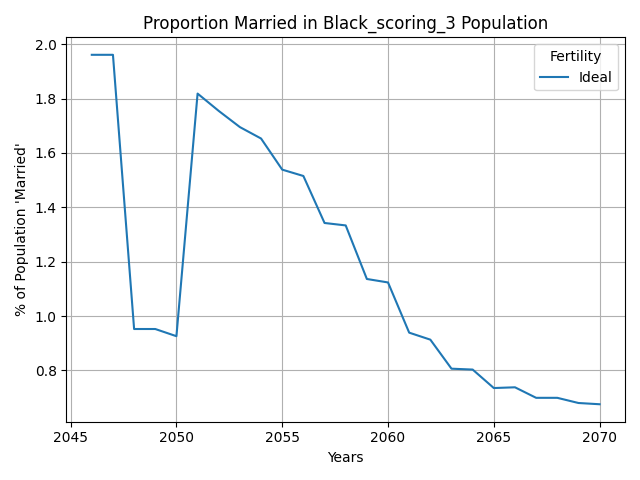 Proportion Married in Black_scoring_3 Population
Fertility
Ideal
% of Population 'Married'
2.0
1.8
1.6
1.4
1.2
1.0
0.8
2045 2050 2055 2060 2065 2070
Years